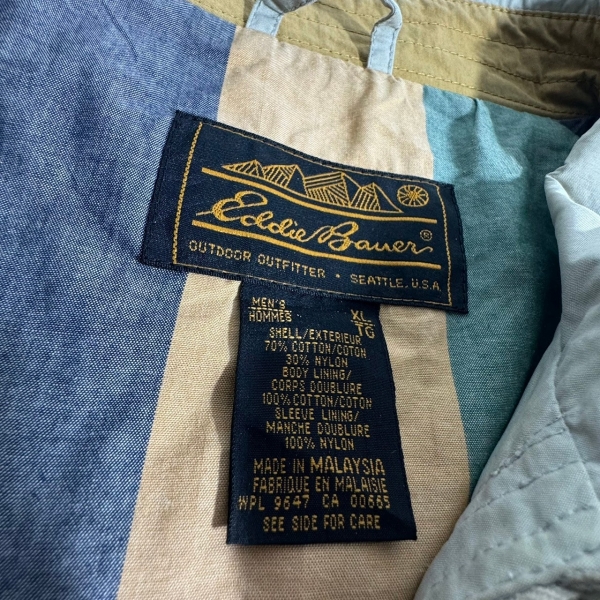 Eddie Bauer®
OUTDOOR OUTFITTER • SEATTLE, U.S.A.
MEN'S XL
HOMMES TG
SHELL/EXTERIEUR
70% COTTON/COTON
30% NYLON
BODY LINING/
CORPS DOUBLURE
100% COTTON/COTON
SLEEVE LINING/
MANCHE DOUBLURE
100% NYLON
MADE IN MALAYSIA
FABRIQUE EN MALAISIE
WPL 9647 CA 00665
SEE SIDE FOR CARE